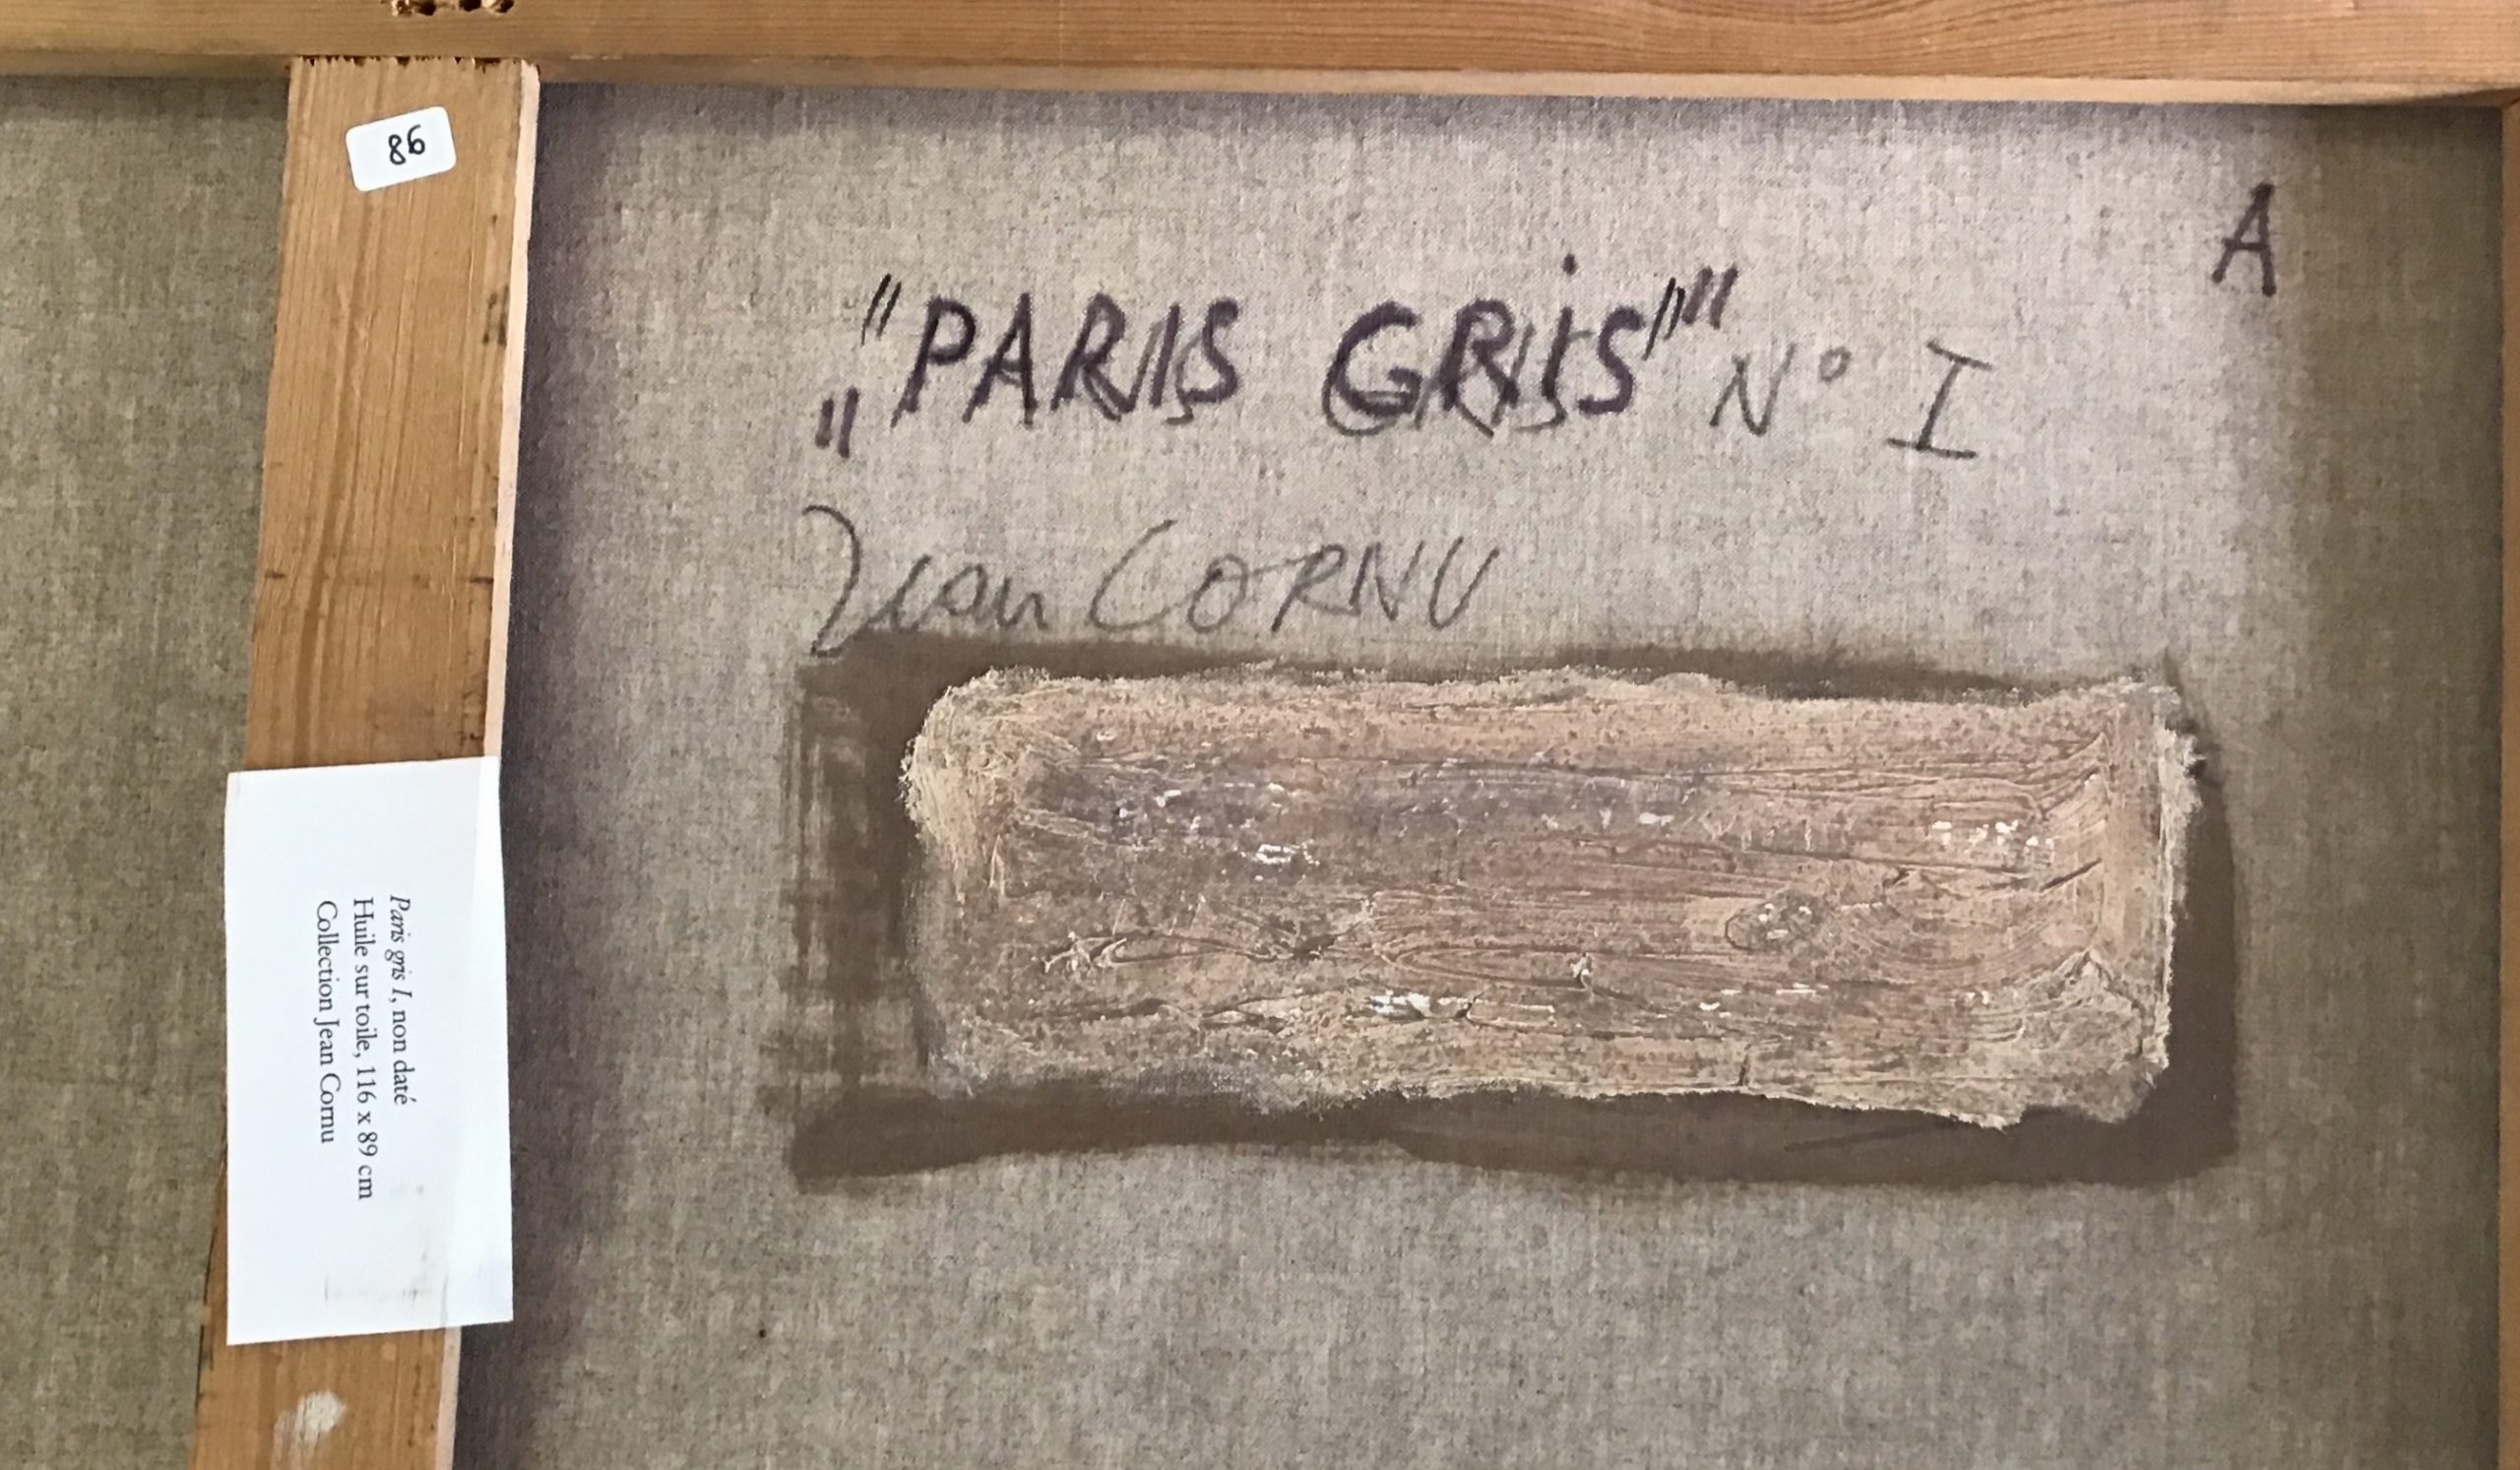 86
A
"PARIS GRIS" N° I
Jean CORNU
Paris gris I, non daté
Huile sur toile, 116 x 89 cm
Collection Jean Cornu